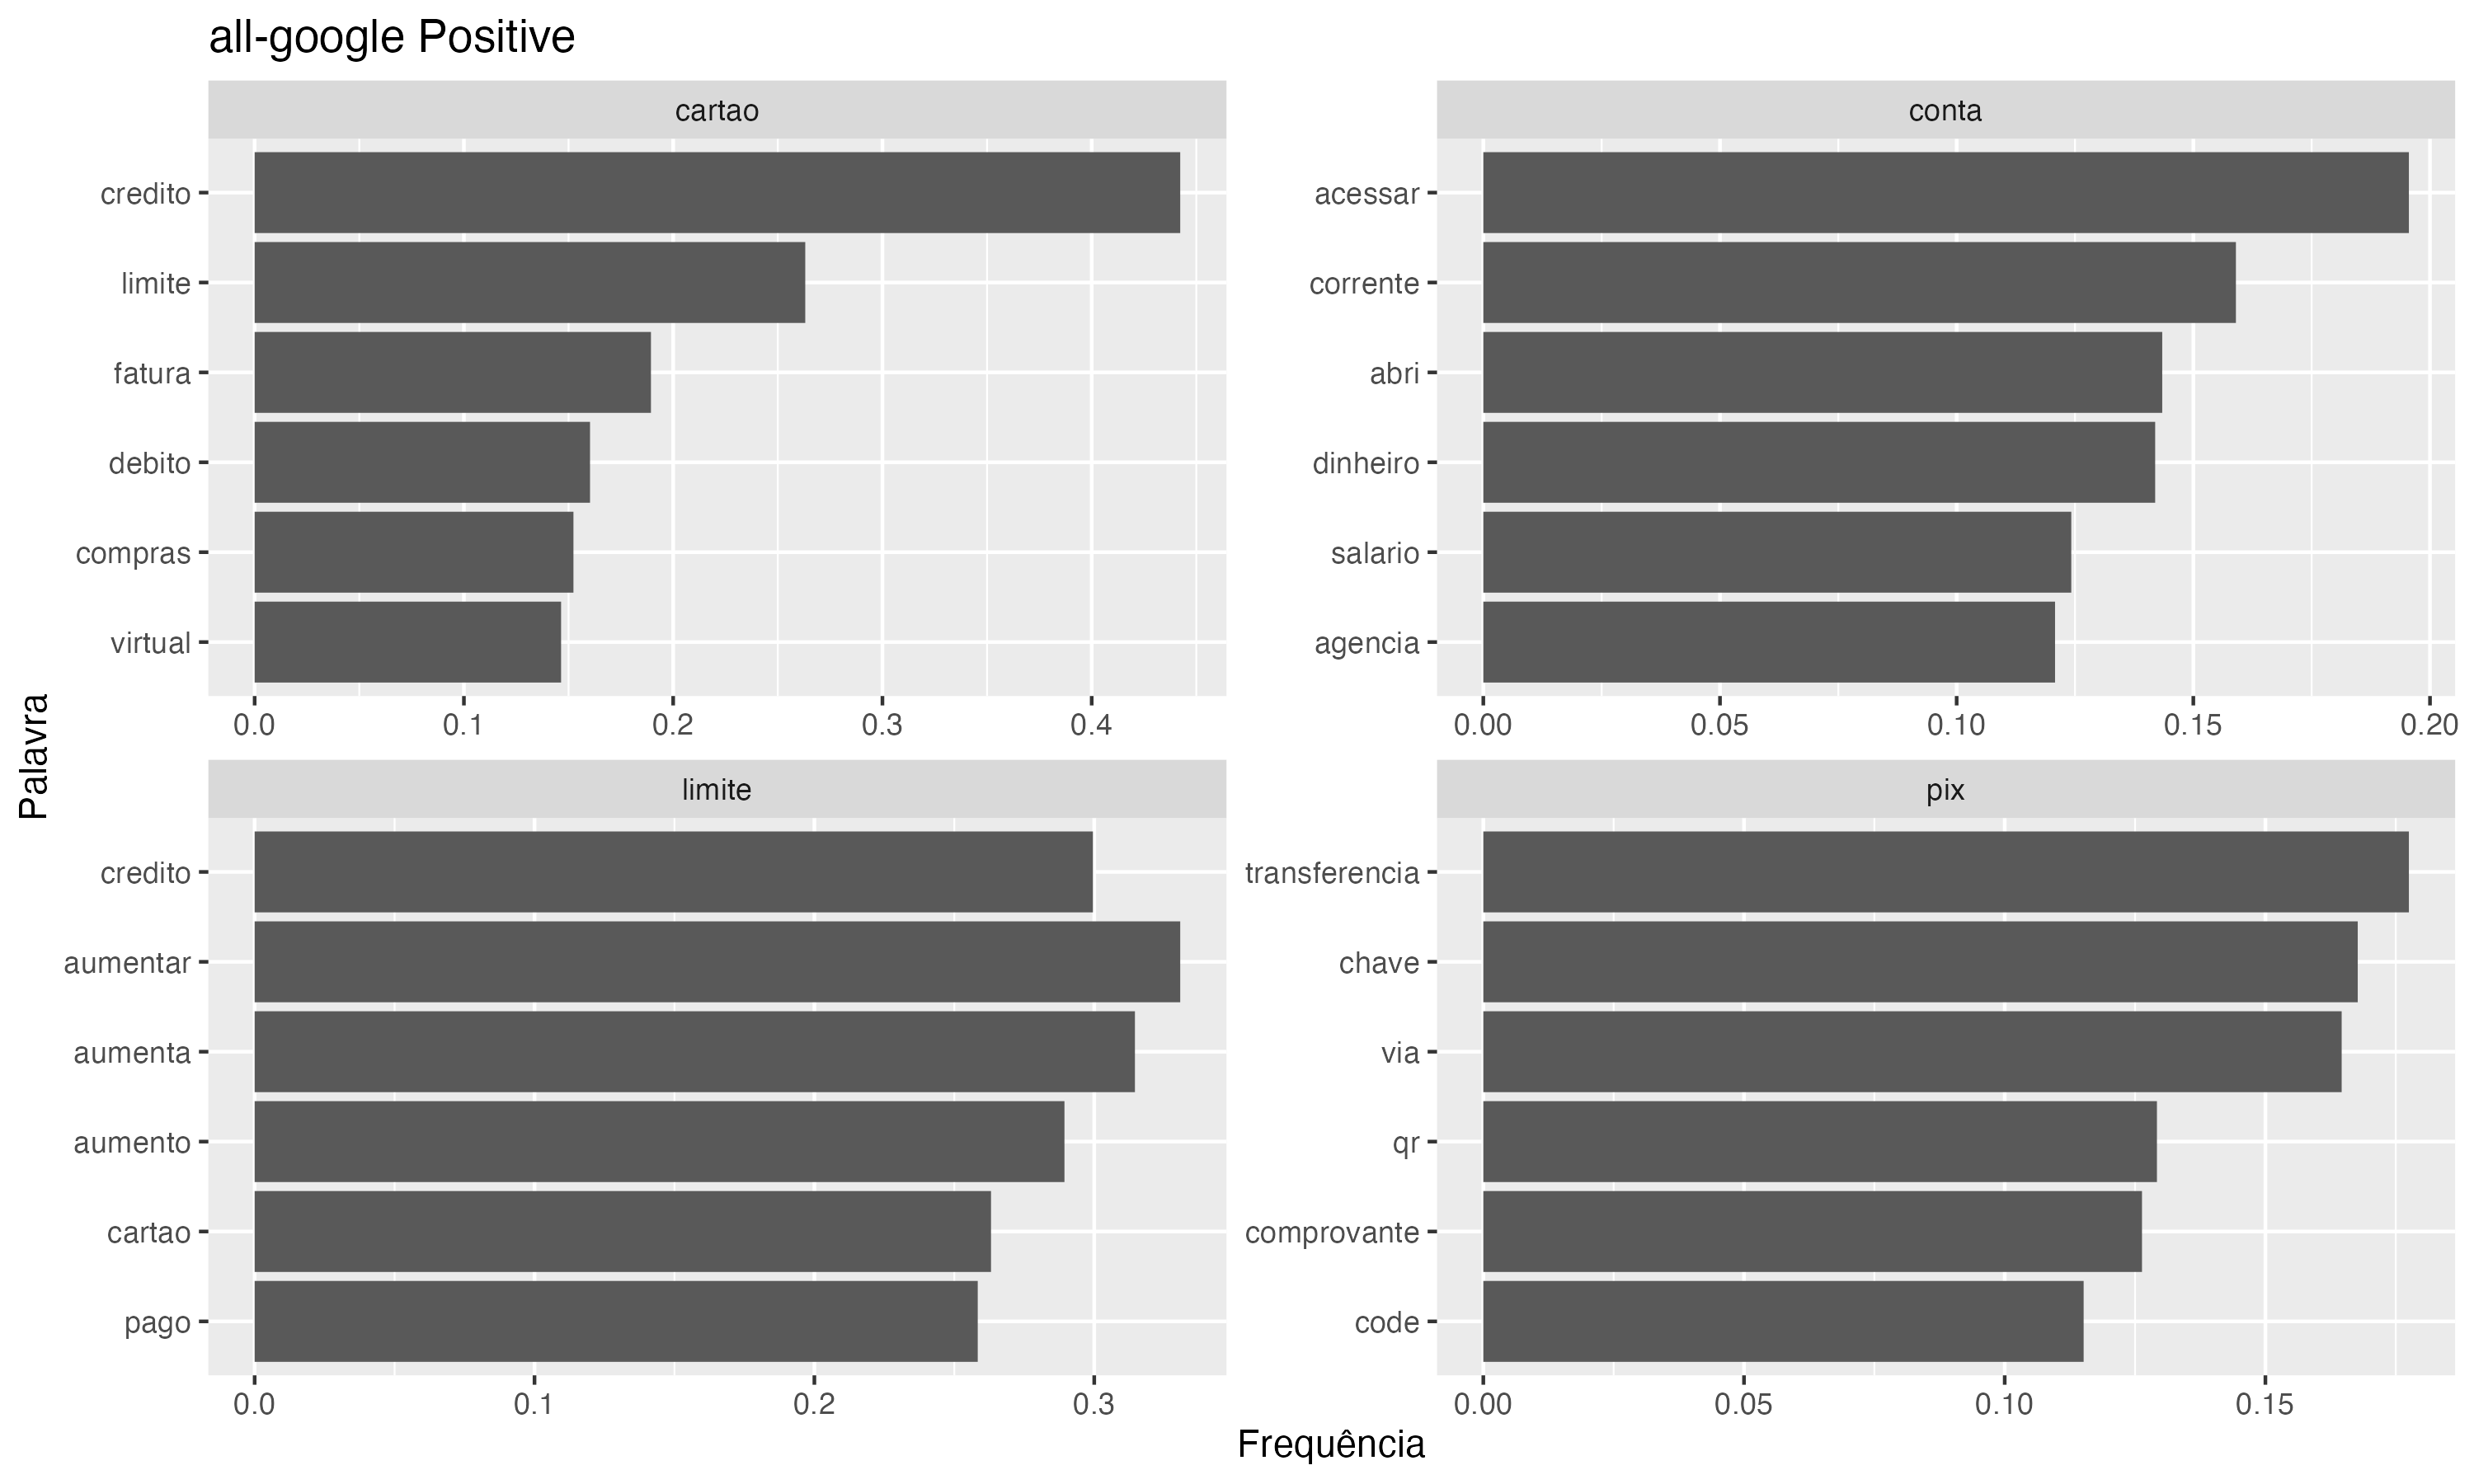 all-google Positive
cartao
credito
limite
fatura
debito
compras
virtual
0.0 0.1 0.2 0.3 0.4
conta
acessar
corrente
abri
dinheiro
salario
agencia
0.00 0.05 0.10 0.15 0.20
limite
credito
aumentar
aumenta
aumento
cartao
pago
0.0 0.1 0.2 0.3
pix
transferencia
chave
via
qr
comprovante
code
0.00 0.05 0.10 0.15
Palavra
Frequência